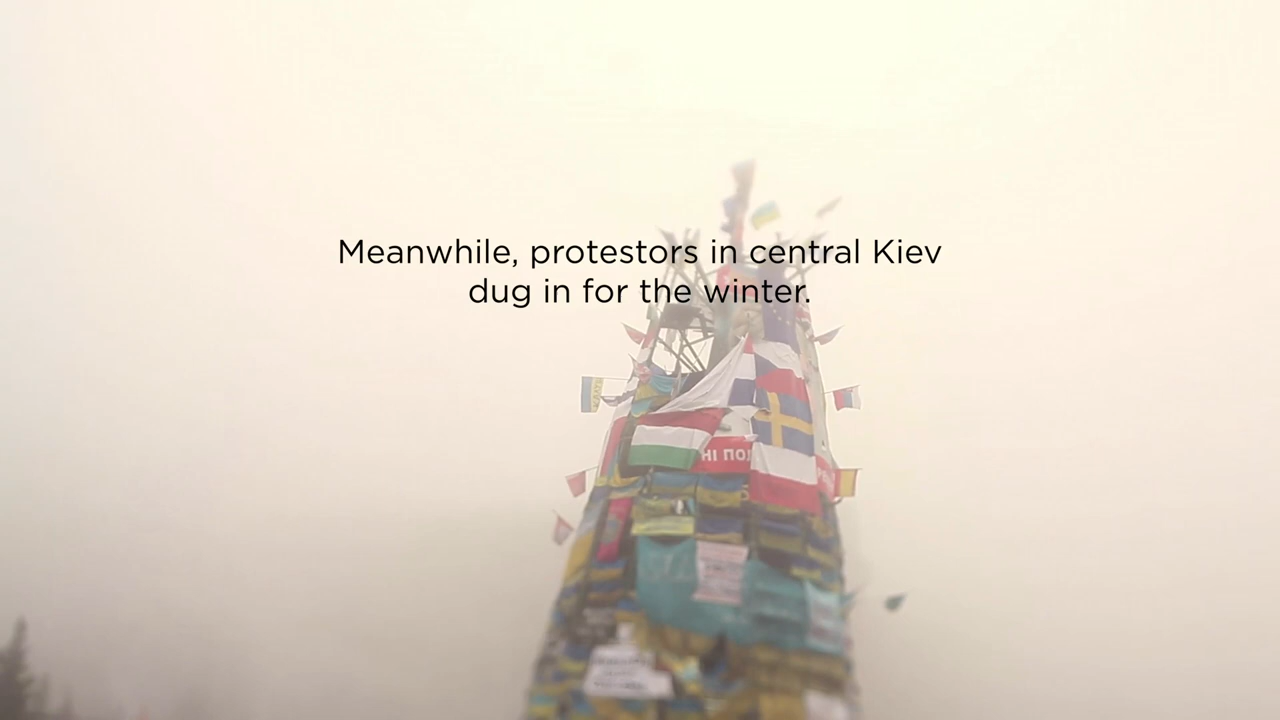 Meanwhile, protestors in central Kiev
dug in for the winter.
НІ ПО